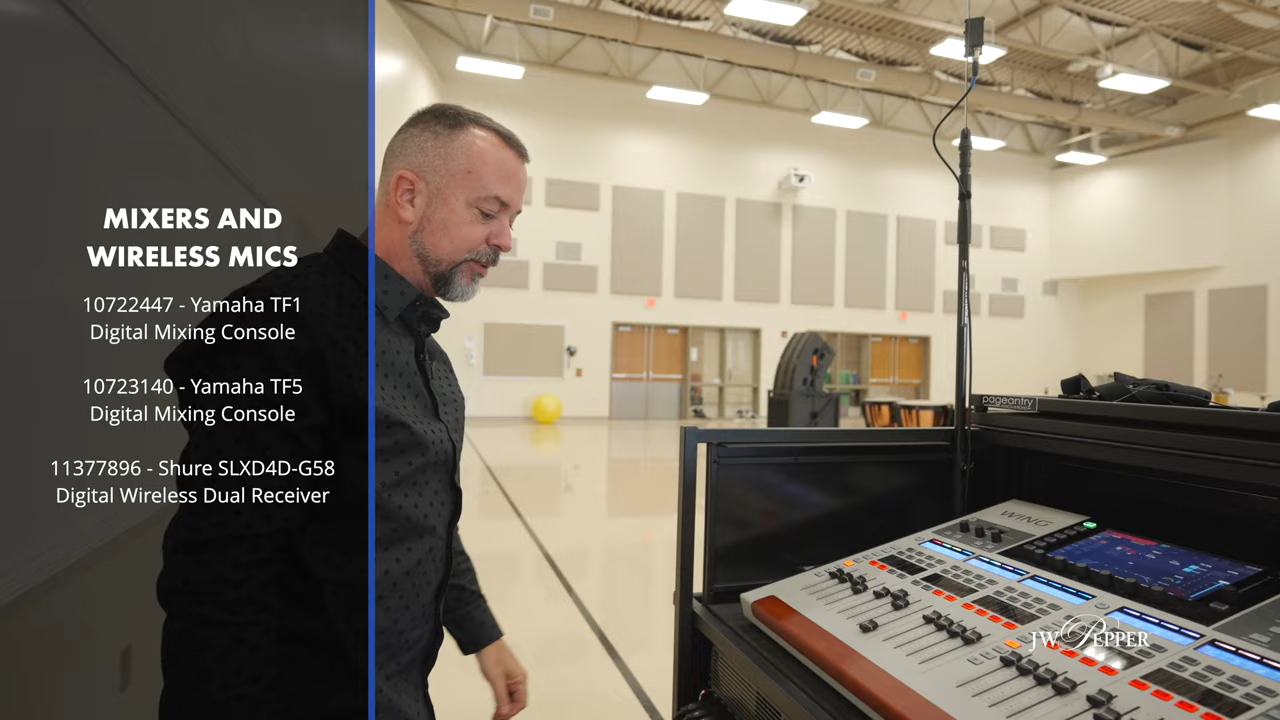 MIXERS AND
WIRELESS MICS
10722447 - Yamaha TF1
Digital Mixing Console
10723140 - Yamaha TF5
Digital Mixing Console
11377896 - Shure SLXD4D-G58
Digital Wireless Dual Receiver
pageantry
WING
JW PEPPER